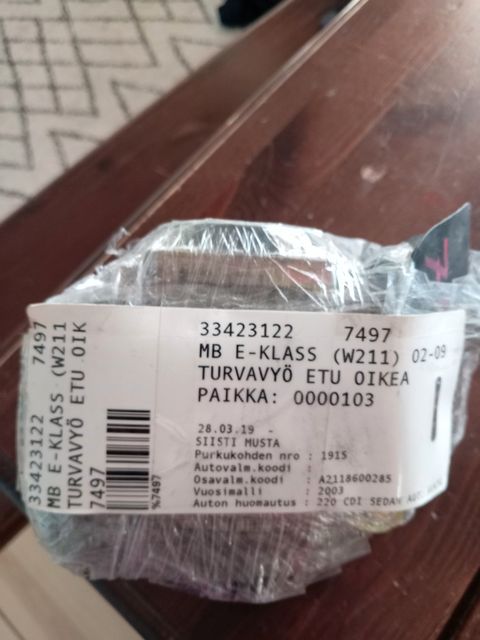 33423122 7497
MB E-KLASS (W211) 02-09
TURVAVYÖ ETU OIKEA
PAIKKA: 0000103
28.03.19 -
SIISTI MUSTA
Purkukohden nro : 1915
Autovalm.koodi :
Osavalm.koodi : A2118600285
Vuosimalli : 2003
Auton huomautus : 220 CDI SEDAN
33423122 7497
MB E-KLASS (W211
TURVAVYÖ ETU OIK
7497
%7497